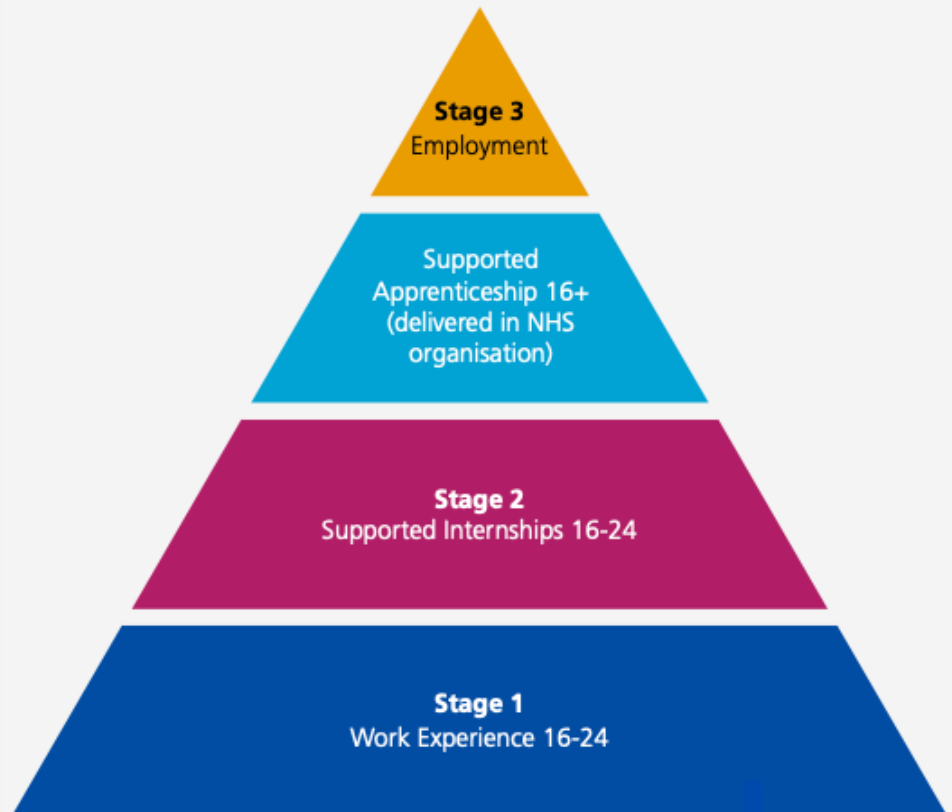 Stage 3
Employment
Supported
Apprenticeship 16+
(delivered in NHS
organisation)
Stage 2
Supported Internships 16-24
Stage 1
Work Experience 16-24